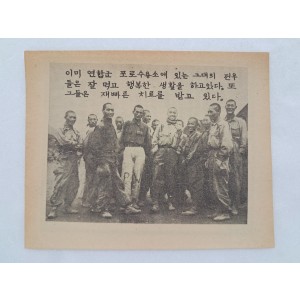 이미 연합군 포로수용소에 있는 그대의 전우
들은 잘 먹고 행복한 생활을 하고있다. 또
그들은 재빠른 치료를 받고 있다.